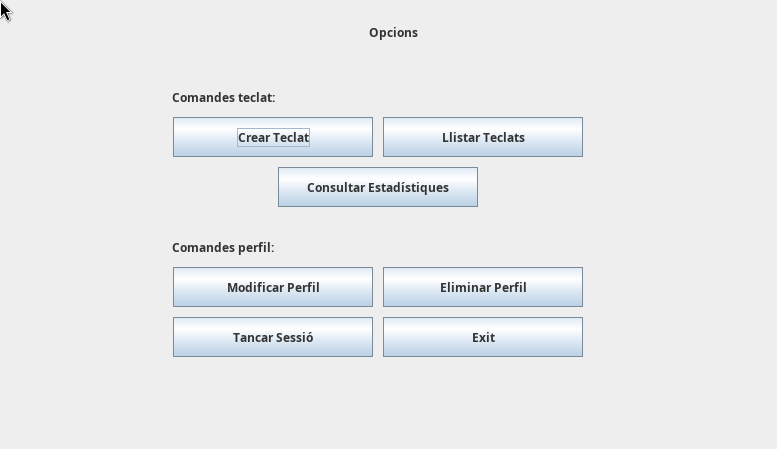 Opcions
Comandes teclat:
Crear Teclat
Llistar Teclats
Consultar Estadístiques
Comandes perfil:
Modificar Perfil
Eliminar Perfil
Tancar Sessió
Exit